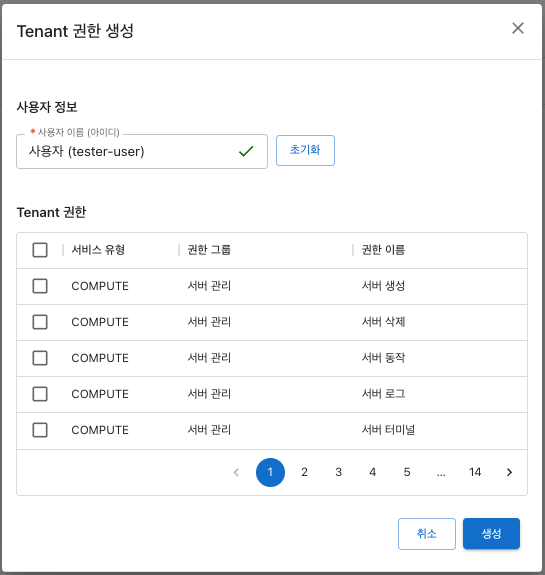 Tenant 권한 생성
사용자 정보
* 사용자 이름 (아이디)
사용자 (tester-user)
초기화
Tenant 권한
서비스 유형 권한 그룹 권한 이름
COMPUTE 서버 관리 서버 생성
COMPUTE 서버 관리 서버 삭제
COMPUTE 서버 관리 서버 동작
COMPUTE 서버 관리 서버 로그
COMPUTE 서버 관리 서버 터미널
1 2 3 4 5 ... 14
취소 생성